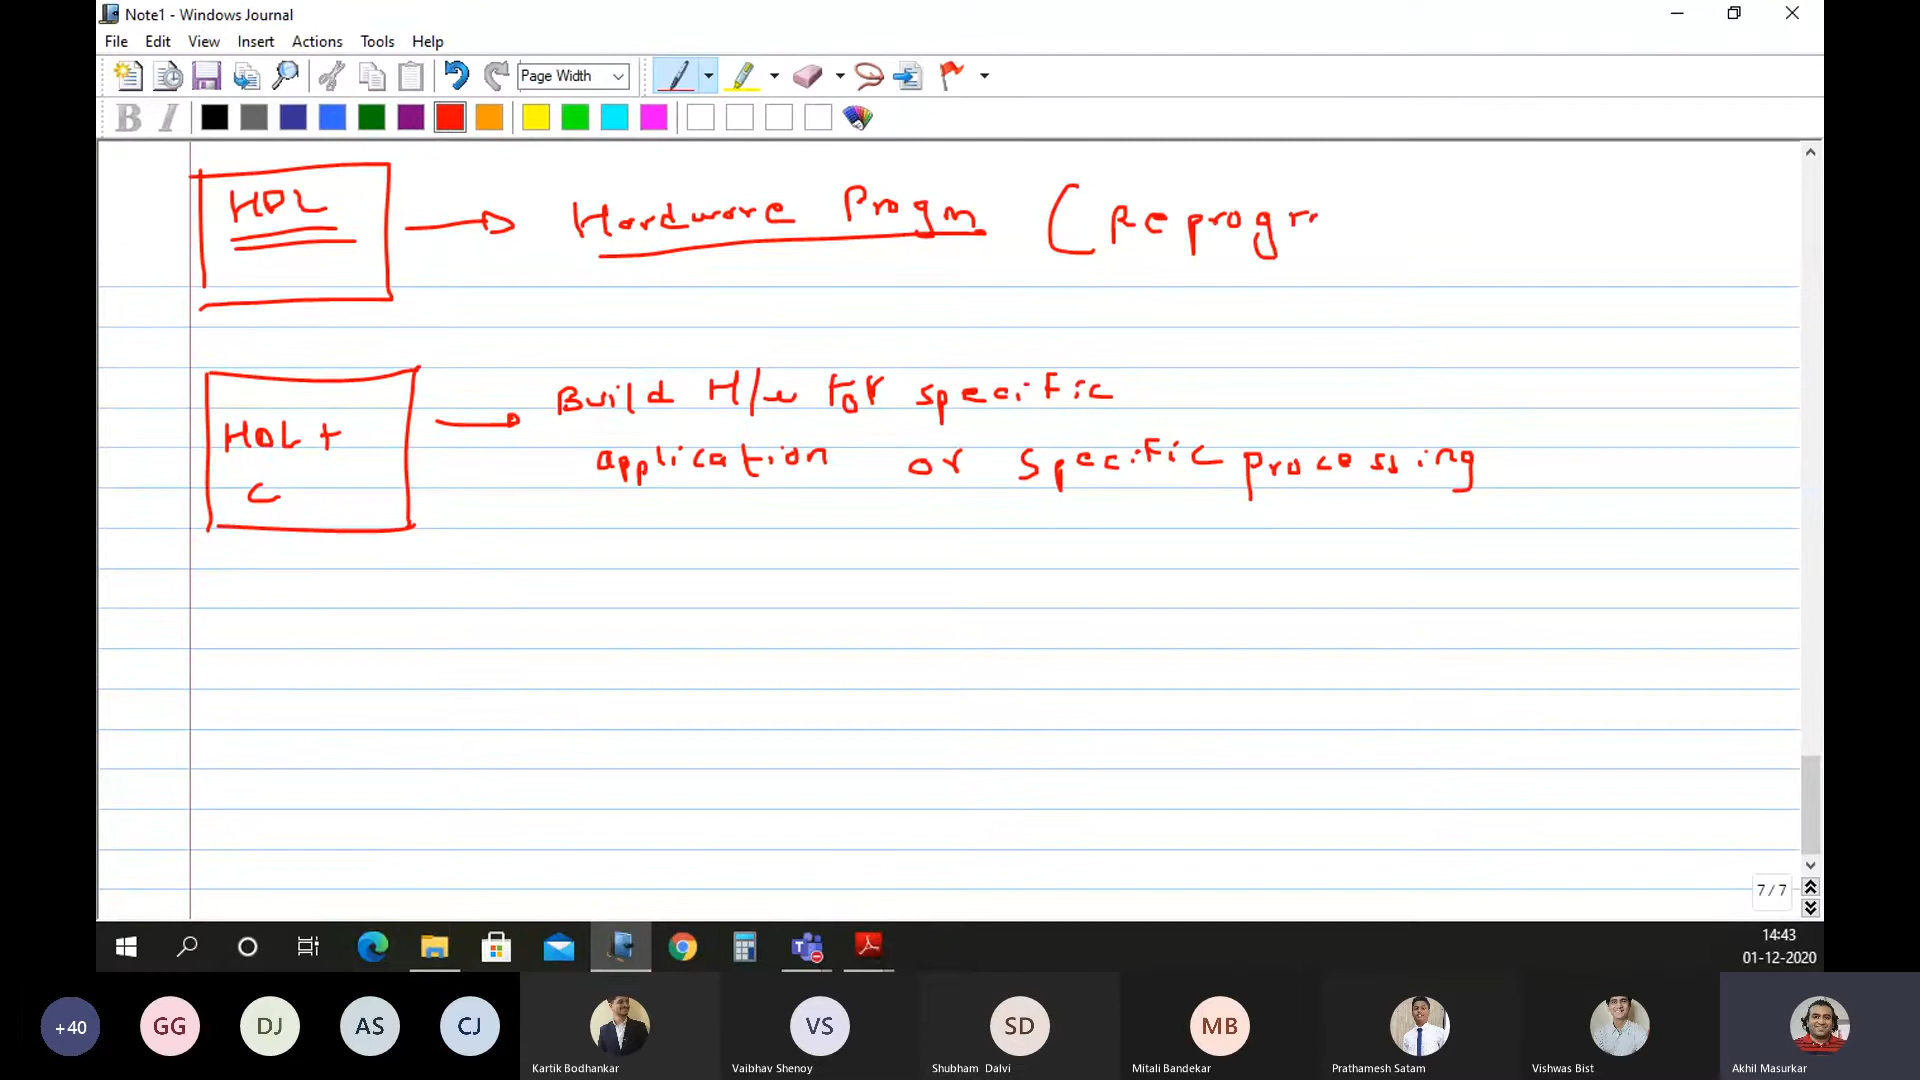 Note1 - Windows Journal
File Edit View Insert Actions Tools Help
Page Width
B I
HDL → Hardware Progm (Reprogr
HDL + C → Build H/w for specific
application or specific processing
7 / 7
14:43
01-12-2020
+40 GG DJ AS CJ VS SD MB
Kartik Bodhankar Vaibhav Shenoy Shubham Dalvi Mitali Bandekar Prathamesh Satam Vishwas Bist Akhil Masurkar